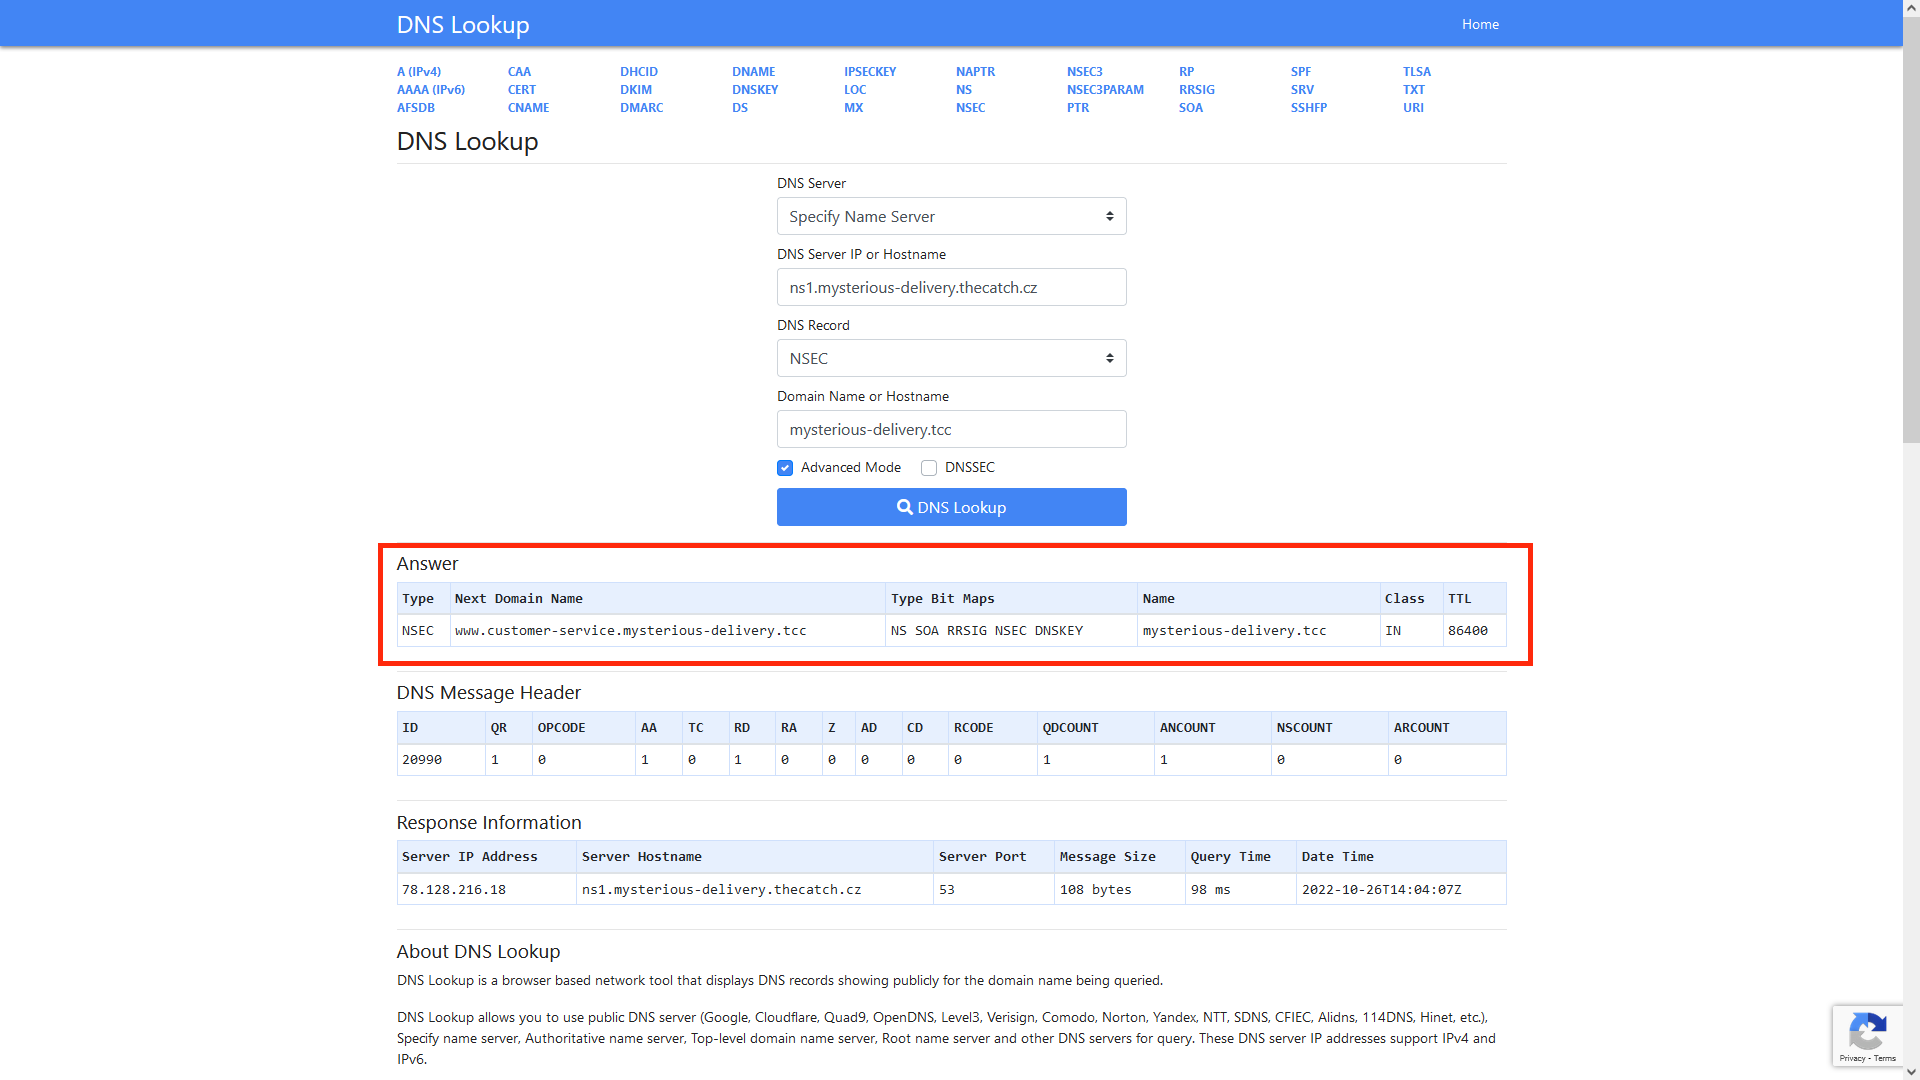 DNS Lookup Home
A (IPv4) CAA DHCID DNAME IPSECKEY NAPTR NSEC3 RP SPF TLSA
AAAA (IPv6) CERT DKIM DNSKEY LOC NS NSEC3PARAM RRSIG SRV TXT
AFSDB CNAME DMARC DS MX NSEC PTR SOA SSHFP URI
DNS Lookup
DNS Server
Specify Name Server
DNS Server IP or Hostname
ns1.mysterious-delivery.thecatch.cz
DNS Record
NSEC
Domain Name or Hostname
mysterious-delivery.tcc
Advanced Mode DNSSEC
DNS Lookup
Answer
Type Next Domain Name Type Bit Maps Name Class TTL
NSEC www.customer-service.mysterious-delivery.tcc NS SOA RRSIG NSEC DNSKEY mysterious-delivery.tcc IN 86400
DNS Message Header
ID QR OPCODE AA TC RD RA Z AD CD RCODE QDCOUNT ANCOUNT NSCOUNT ARCOUNT
20990 1 0 1 0 1 0 0 0 0 0 1 1 0 0
Response Information
Server IP Address Server Hostname Server Port Message Size Query Time Date Time
78.128.216.18 ns1.mysterious-delivery.thecatch.cz 53 108 bytes 98 ms 2022-10-26T14:04:07Z
About DNS Lookup
DNS Lookup is a browser based network tool that displays DNS records showing publicly for the domain name being queried.
DNS Lookup allows you to use public DNS server (Google, Cloudflare, Quad9, OpenDNS, Level3, Verisign, Comodo, Norton, Yandex, NTT, SDNS, CFIEC, Alidns, 114DNS, Hinet, etc.),
Specify name server, Authoritative name server, Top-level domain name server, Root name server and other DNS servers for query. These DNS server IP addresses support IPv4 and
IPv6.
Privacy - Terms